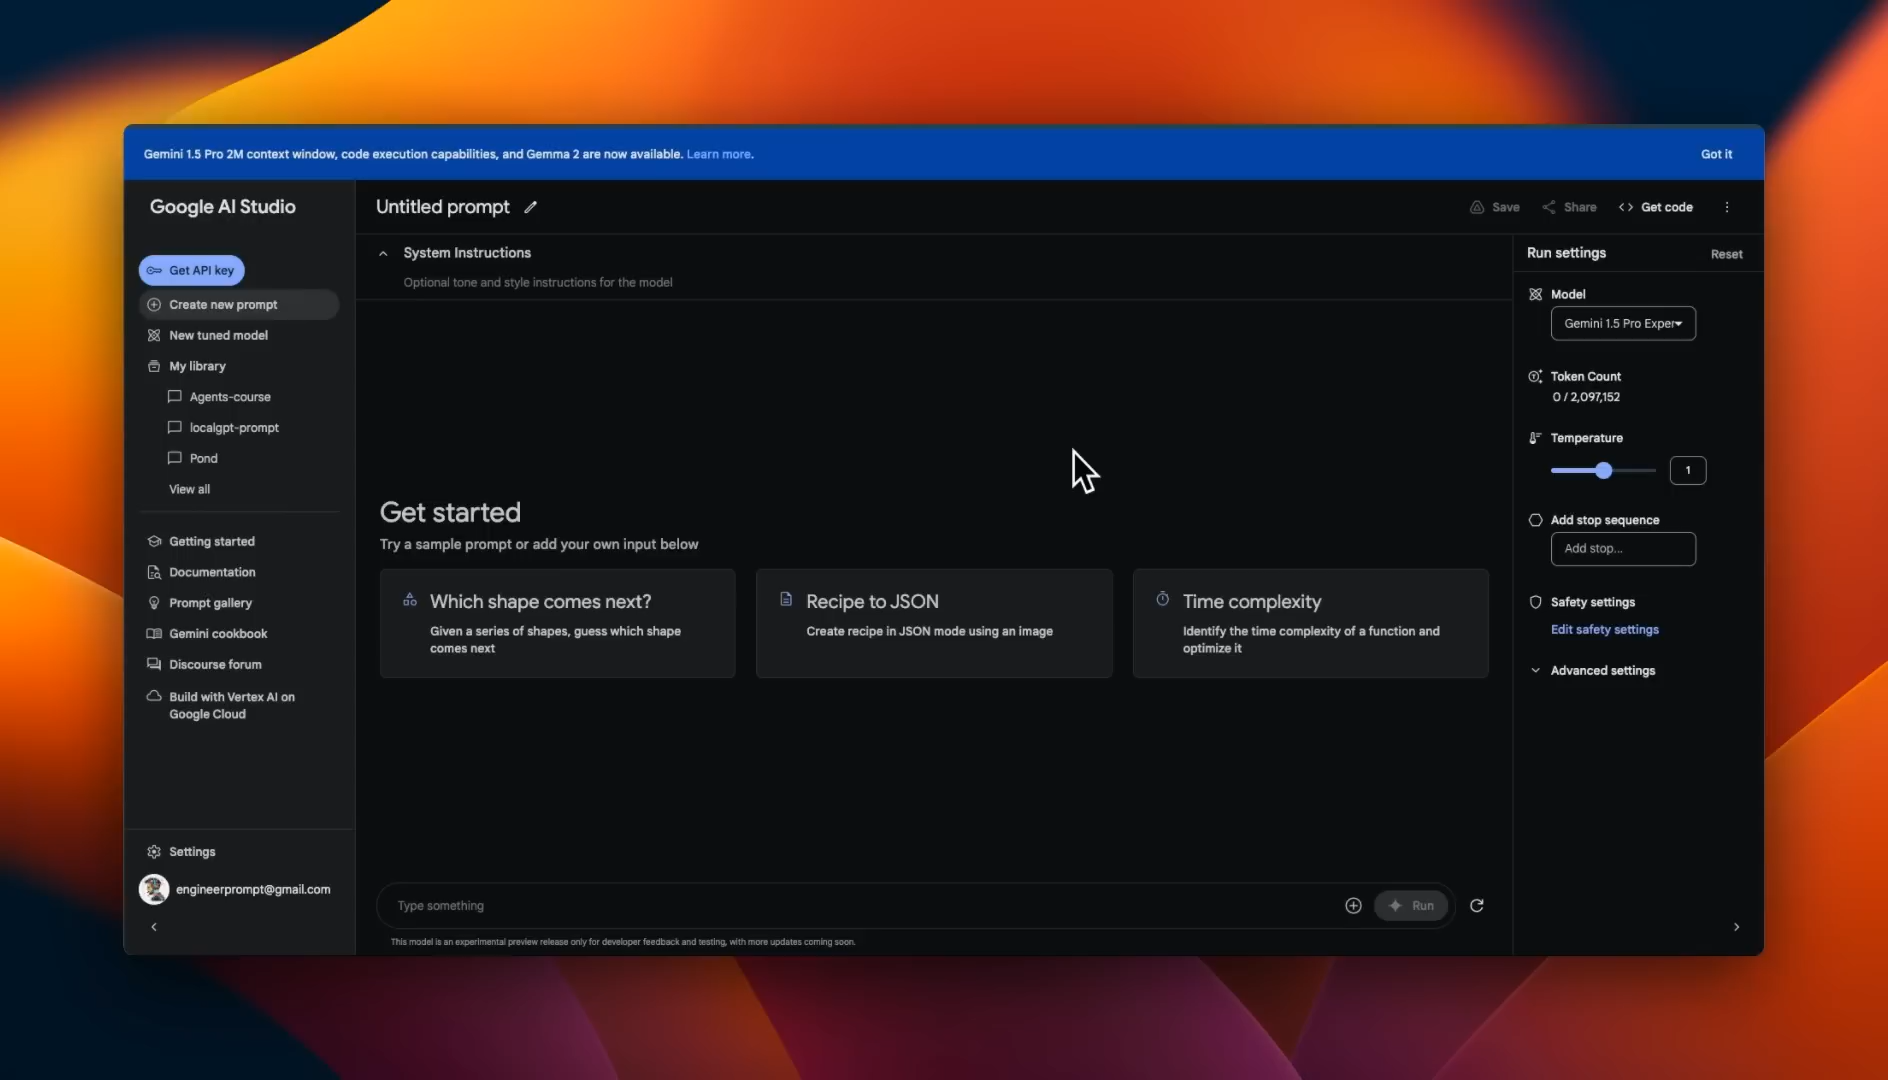 Gemini 1.5 Pro 2M context window, code execution capabilities, and Gemma 2 are now available. Learn more.
Got it
Google AI Studio
Get API key
Create new prompt
New tuned model
My library
Agents-course
localgpt-prompt
Pond
View all
Getting started
Documentation
Prompt gallery
Gemini cookbook
Discourse forum
Build with Vertex AI on
Google Cloud
Settings
engineerprompt@gmail.com
Untitled prompt
Save
Share
Get code
System Instructions
Optional tone and style instructions for the model
Get started
Try a sample prompt or add your own input below
Which shape comes next?
Given a series of shapes, guess which shape
comes next
Recipe to JSON
Create recipe in JSON mode using an image
Time complexity
Identify the time complexity of a function and
optimize it
Type something
Run
This model is an experimental preview release only for developer feedback and testing, with more updates coming soon.
Run settings
Reset
Model
Gemini 1.5 Pro Exper
Token Count
0 / 2,097,152
Temperature
1
Add stop sequence
Add stop...
Safety settings
Edit safety settings
Advanced settings